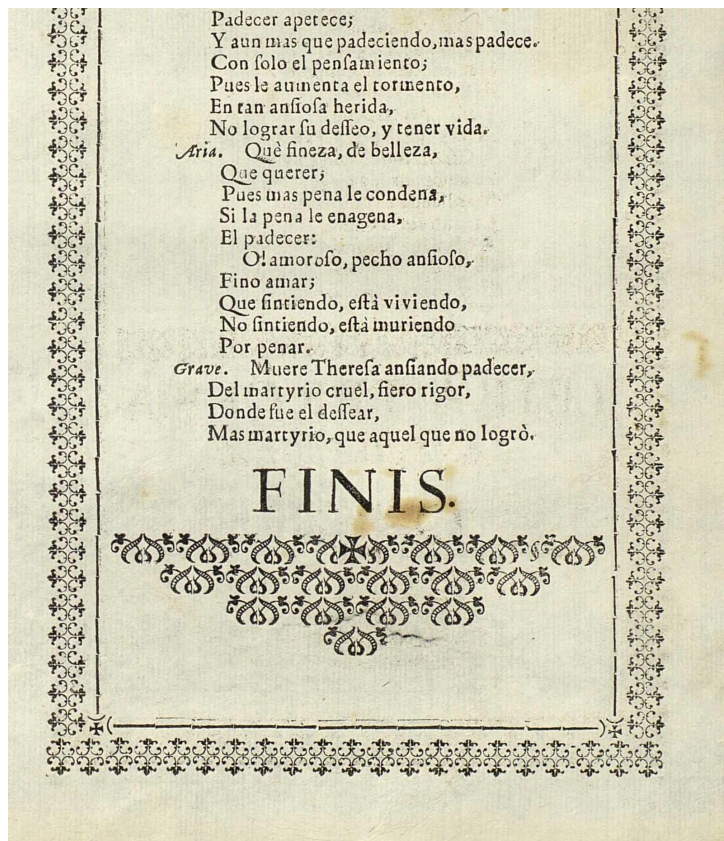 Padecer apetece;
Y aun mas que padeciendo, mas padece.
Con ſolo el penſamiento;
Pues le aumenta el tormento,
En tan anſioſa herida,
No lograr ſu deſſeo, y tener vida.
Aria. Què fineza, de belleza,
Que querer;
Pues mas pena le condena,
Si la pena le enagena,
El padecer:
O! amoroſo, pecho anſioſo,
Fino amar;
Que ſintiendo, eſtà viviendo,
No ſintiendo, eſtà muriendo
Por penar.
Grave. Muere Thereſa anſiando padecer,
Del martyrio cruel, fiero rigor,
Donde fue el deſſear,
Mas martyrio, que aquel que no logrò.
FINIS.